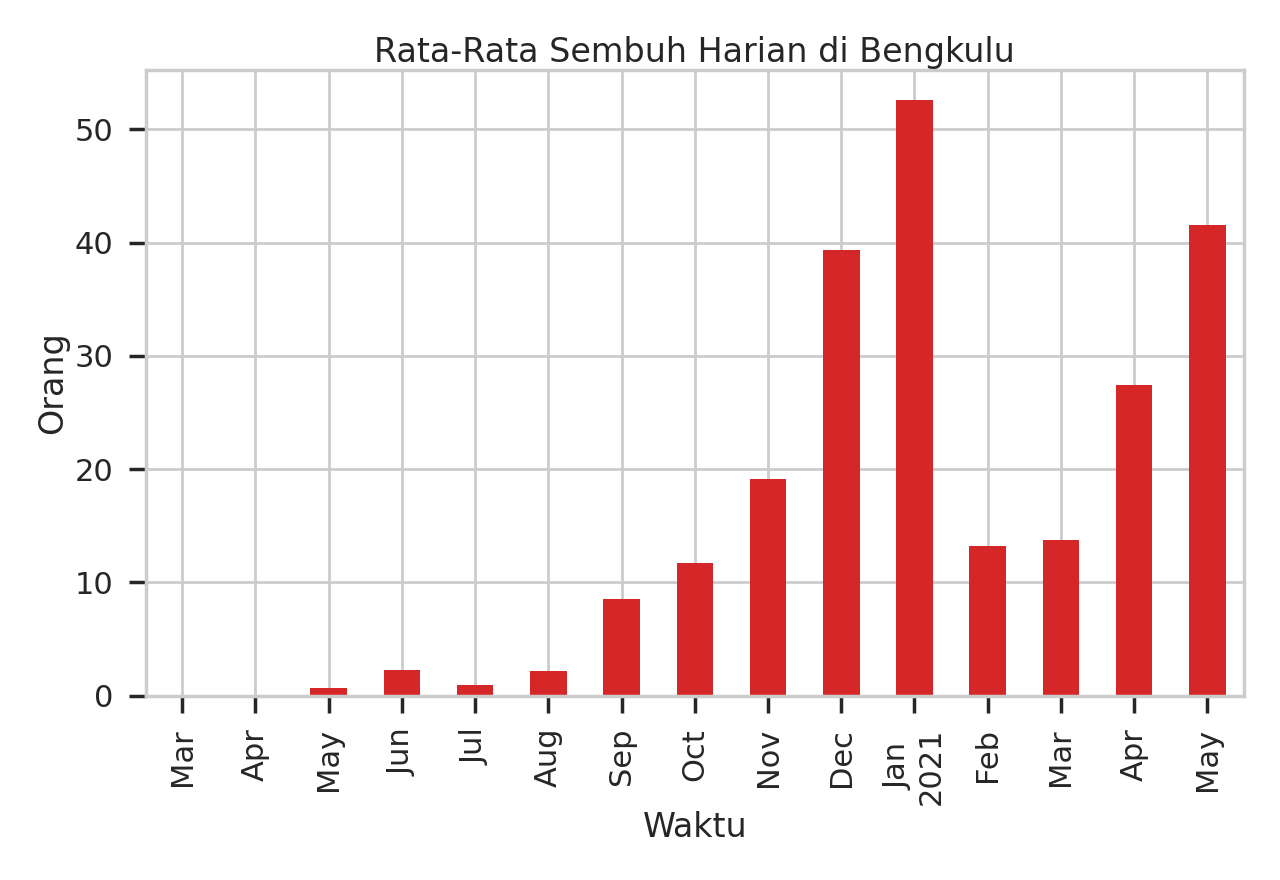 Rata-Rata Sembuh Harian di Bengkulu
50
40
30
20
10
0
Orang
Mar
Apr
May
Jun
Jul
Aug
Sep
Oct
Nov
Dec
Jan
2021
Feb
Mar
Apr
May
Waktu